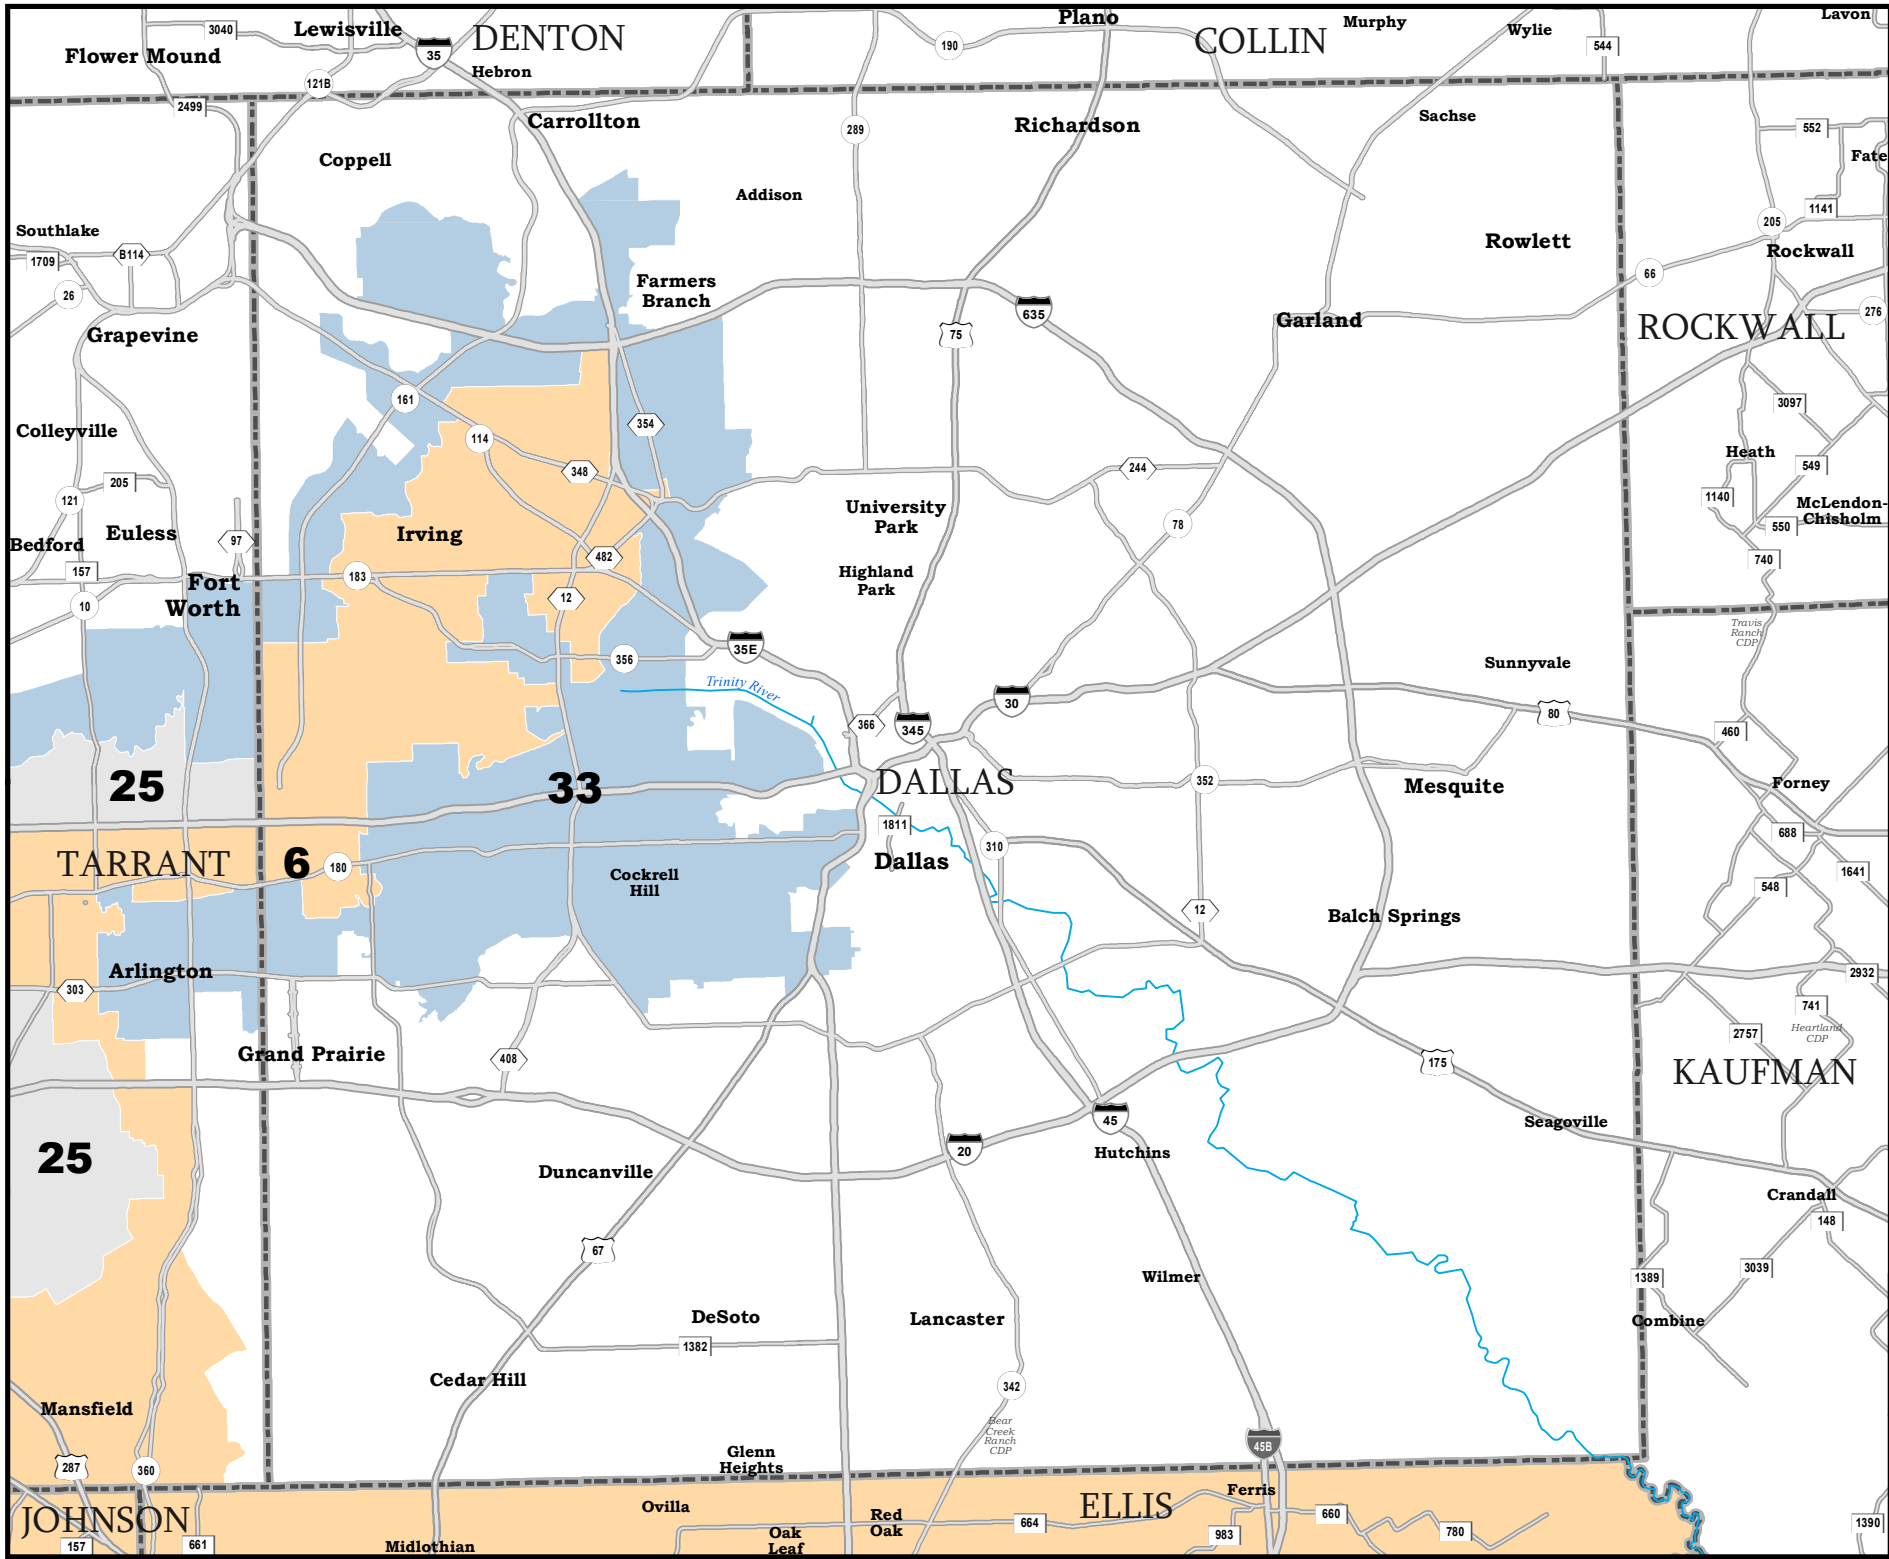 Lavon
Plano
Murphy
3040
Lewisville
DENTON
COLLIN
Wylie
190
544
Flower Mound
35
Hebron
121B
2499
Carrollton
289
Richardson
Sachse
552
Coppell
Fate
Addison
1141
205
Southlake
Rowlett
B114
1709
Rockwall
66
26
Farmers
Branch
635
276
Garland
ROCKWALL
Grapevine
75
161
3097
354
Colleyville
114
Heath
348
244
549
205
121
1140
University
Park
McLendon-
Chisholm
78
550
Euless
Irving
97
Bedford
482
740
157
183
Highland
Park
Fort
Worth
12
10
Travis
Ranch
CDP
35E
356
Sunnyvale
Trinity River
30
80
366
345
460
25
33
DALLAS
352
Mesquite
Forney
1811
688
310
TARRANT
6
180
Dallas
Cockrell
Hill
1641
548
12
Balch Springs
Arlington
2932
303
741
Heartland
CDP
2757
Grand Prairie
408
175
KAUFMAN
45
Seagoville
25
20
Hutchins
Duncanville
Crandall
148
67
3039
Wilmer
1389
DeSoto
Lancaster
Combine
1382
Cedar Hill
342
Mansfield
Bear
Creek
Ranch
CDP
45B
Glenn
Heights
287
360
Ferris
ELLIS
Ovilla
JOHNSON
Red
Oak
664
660
1390
780
983
Oak
Leaf
157
661
Midlothian